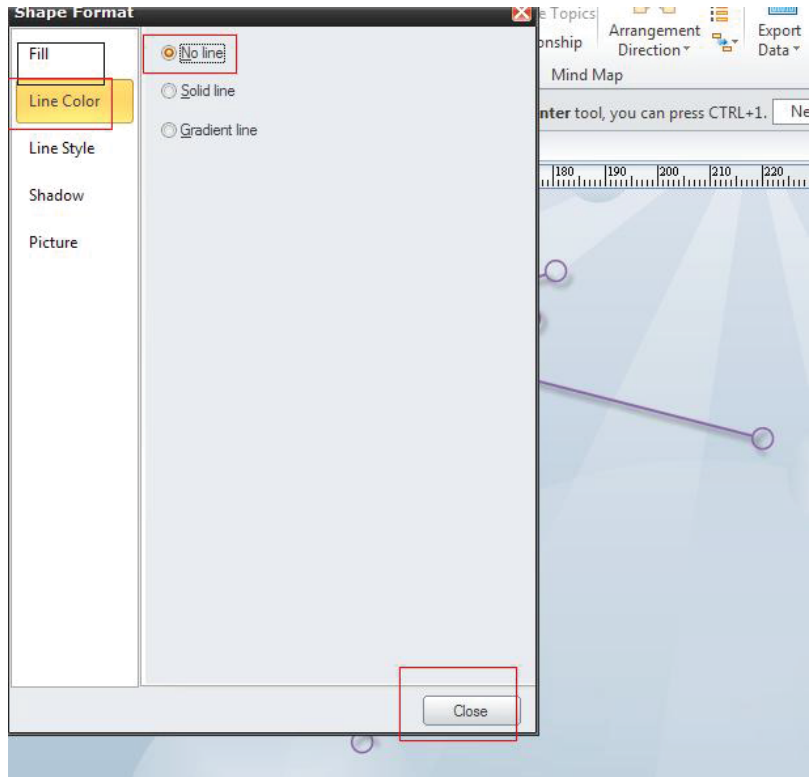 Shape Format
Fill
Line Color
Line Style
Shadow
Picture
No line
Solid line
Gradient line
Close
e Topics
onship
Arrangement
Direction
Export
Data
Mind Map
nter tool, you can press CTRL+1.
Ne
180 190 200 210 220